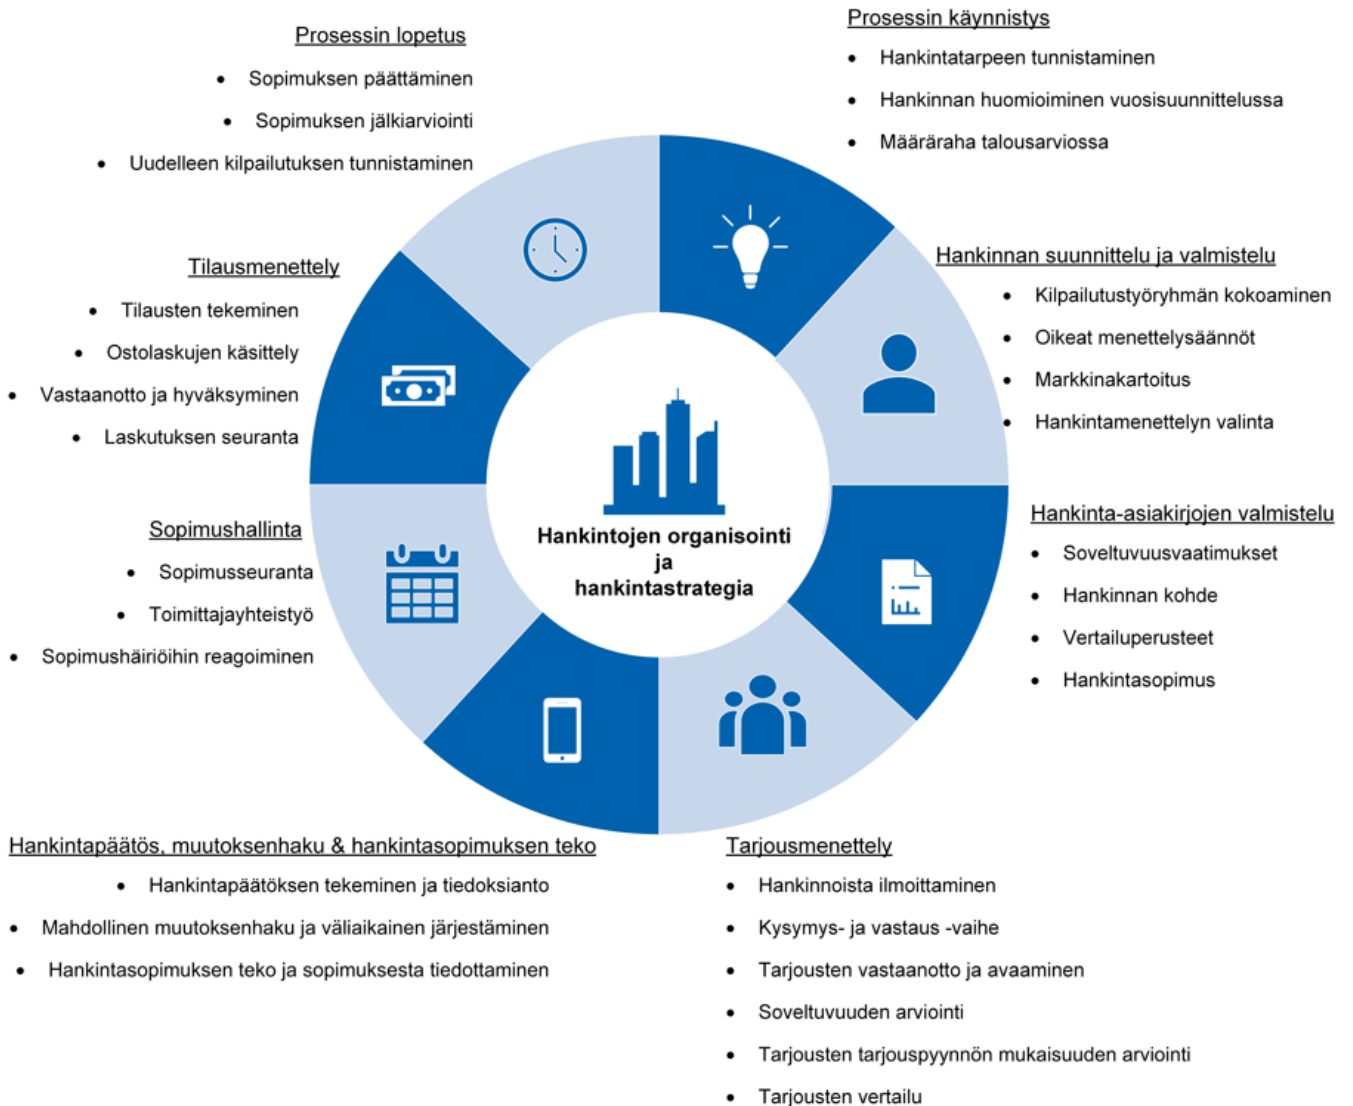 Prosessin käynnistys
• Hankintatarpeen tunnistaminen
• Hankinnan huomioiminen vuosisuunnittelussa
• Määräraha talousarviossa
Hankinnan suunnittelu ja valmistelu
• Kilpailutustyöryhmän kokoaminen
• Oikeat menettelysäännöt
• Markkinakartoitus
• Hankintamenettelyn valinta
Hankinta-asiakirjojen valmistelu
• Soveltuvuusvaatimukset
• Hankinnan kohde
• Vertailuperusteet
• Hankintasopimus
Tarjousmenettely
• Hankinnoista ilmoittaminen
• Kysymys- ja vastaus -vaihe
• Tarjousten vastaanotto ja avaaminen
• Soveltuvuuden arviointi
• Tarjousten tarjouspyynnön mukaisuuden arviointi
• Tarjousten vertailu
Hankintapäätös, muutoksenhaku & hankintasopimuksen teko
• Hankintapäätöksen tekeminen ja tiedoksianto
• Mahdollinen muutoksenhaku ja väliaikainen järjestäminen
• Hankintasopimuksen teko ja sopimuksesta tiedottaminen
Sopimushallinta
• Sopimusseuranta
• Toimittajayhteistyö
• Sopimushäiriöihin reagoiminen
Tilausmenettely
• Tilausten tekeminen
• Ostolaskujen käsittely
• Vastaanotto ja hyväksyminen
• Laskutuksen seuranta
Prosessin lopetus
• Sopimuksen päättäminen
• Sopimuksen jälkiarviointi
• Uudelleen kilpailutuksen tunnistaminen
Hankintojen organisointi
ja
hankintastrategia